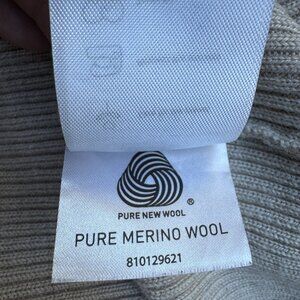 ®
PURE NEW WOOL
PURE MERINO WOOL
810129621